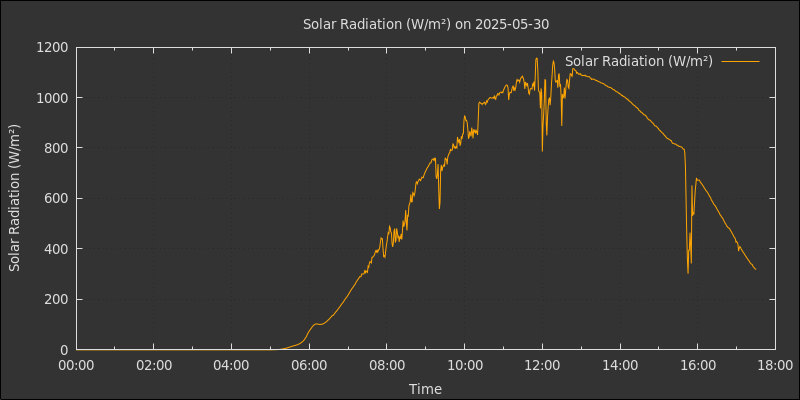 Solar Radiation (W/m²) on 2025-05-30
Solar Radiation (W/m²)
Solar Radiation (W/m²)
1200
1000
800
600
400
200
0
00:00 02:00 04:00 06:00 08:00 10:00 12:00 14:00 16:00 18:00
Time